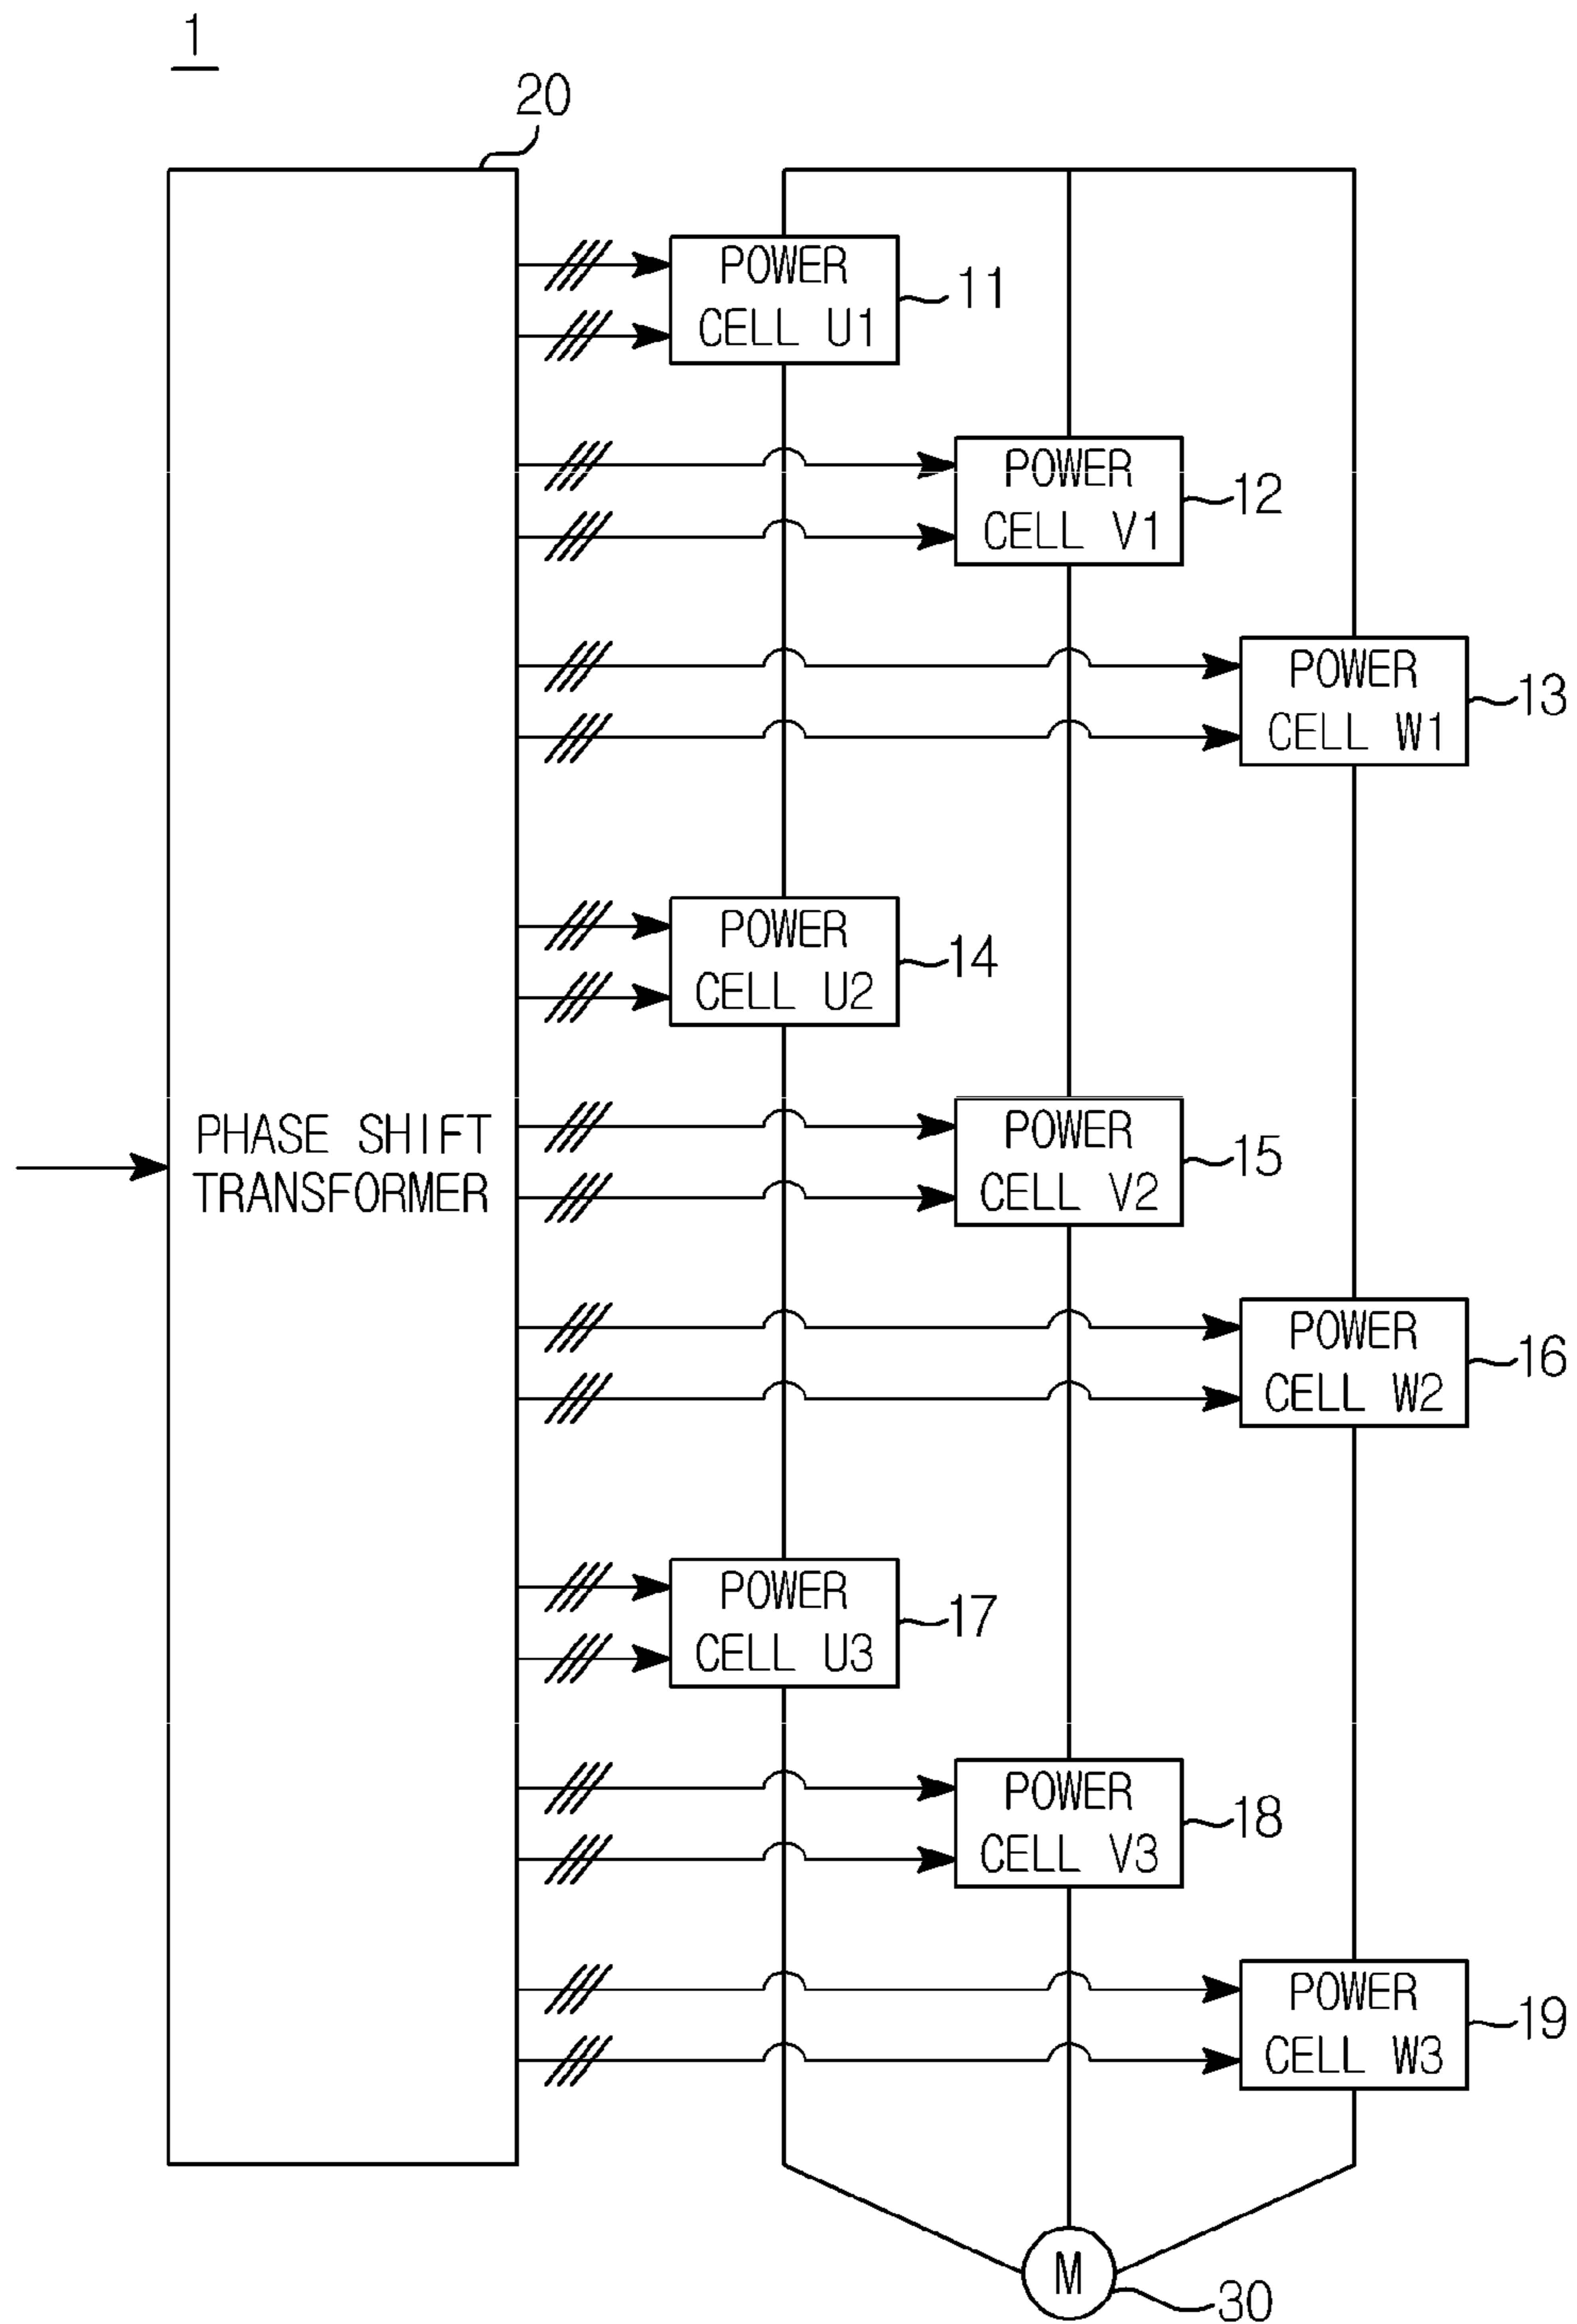 1
20
POWER
CELL U1
11
POWER
CELL V1
12
POWER
CELL W1
13
POWER
CELL U2
14
PHASE SHIFT
TRANSFORMER
POWER
CELL V2
15
POWER
CELL W2
16
POWER
CELL U3
17
POWER
CELL V3
18
POWER
CELL W3
19
M
30